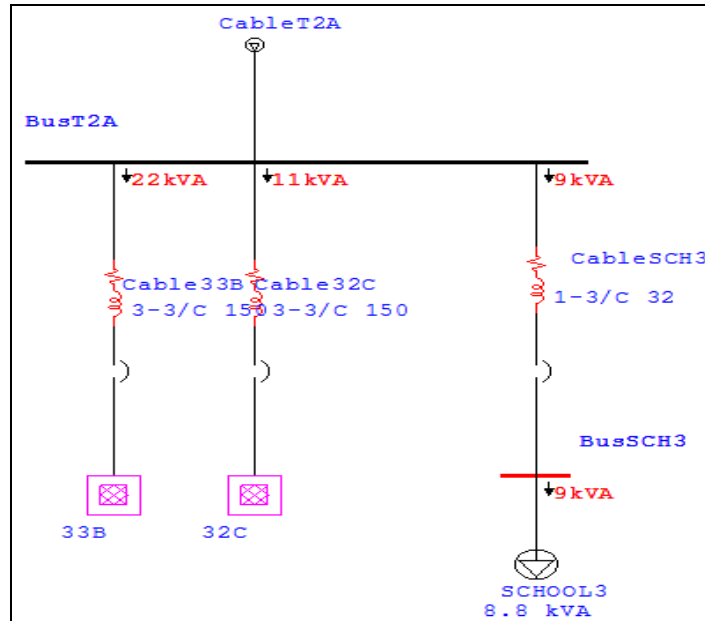 CableT2A
BusT2A
22kVA
11kVA
9kVA
Cable33B
Cable32C
CableSCH3
3-3/C 150
3-3/C 150
1-3/C 32
BusSCH3
9kVA
33B
32C
SCHOOL3
8.8 kVA